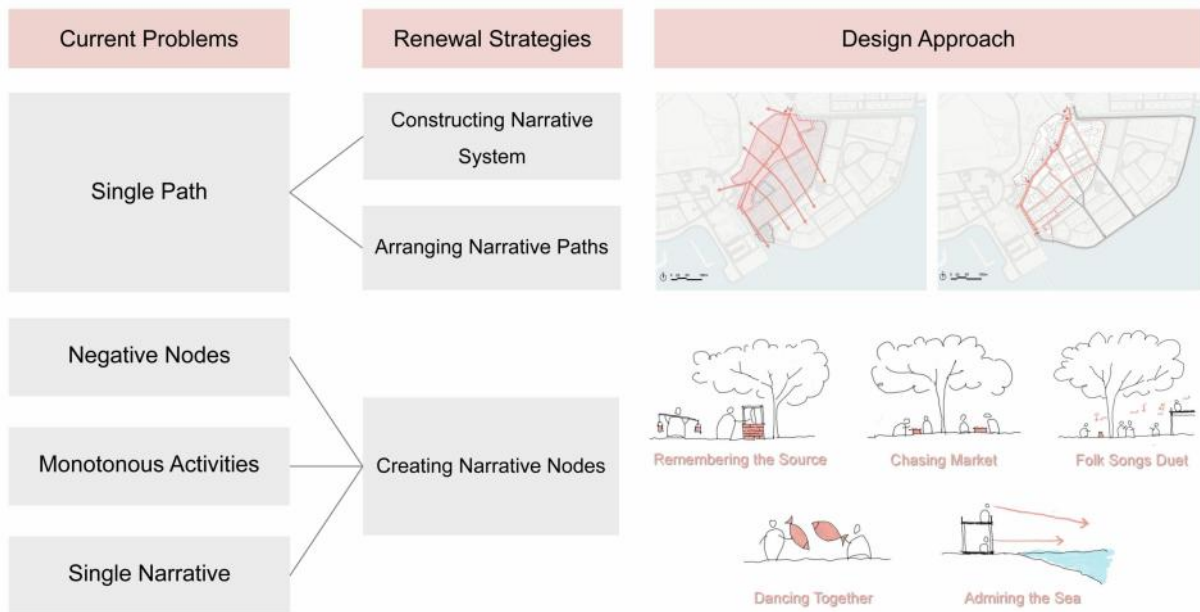 Current Problems
Renewal Strategies
Design Approach
Single Path
Constructing Narrative
System
Arranging Narrative Paths
Negative Nodes
Monotonous Activities
Single Narrative
Creating Narrative Nodes
Remembering the Source
Chasing Market
Folk Songs Duet
Dancing Together
Admiring the Sea